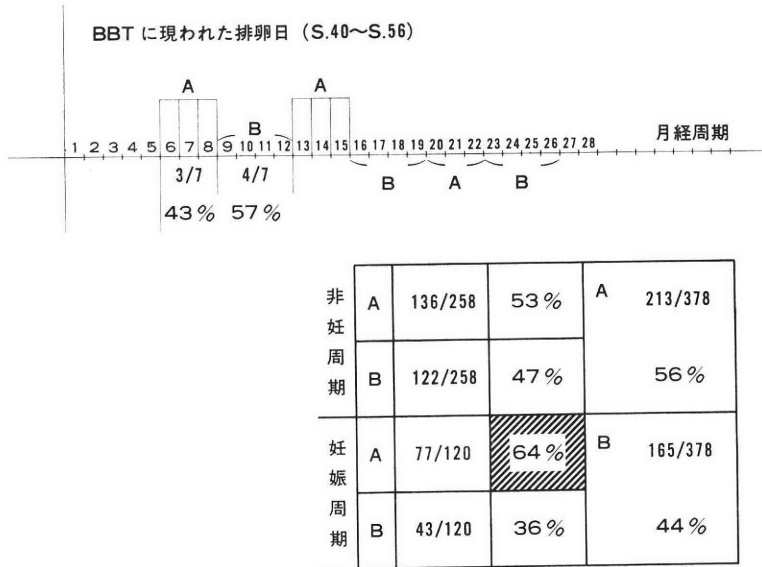 BBTに現われた排卵日（S.40〜S.56）
A A
B
1 2 3 4 5 6 7 8 9 10 11 12 13 14 15 16 17 18 19 20 21 22 23 24 25 26 27 28 月経周期
3/7 4/7 B A B
43% 57%
非妊周期 A 136/258 53% A 213/378
B 122/258 47% 56%
妊娠周期 A 77/120 64% B 165/378
B 43/120 36% 44%